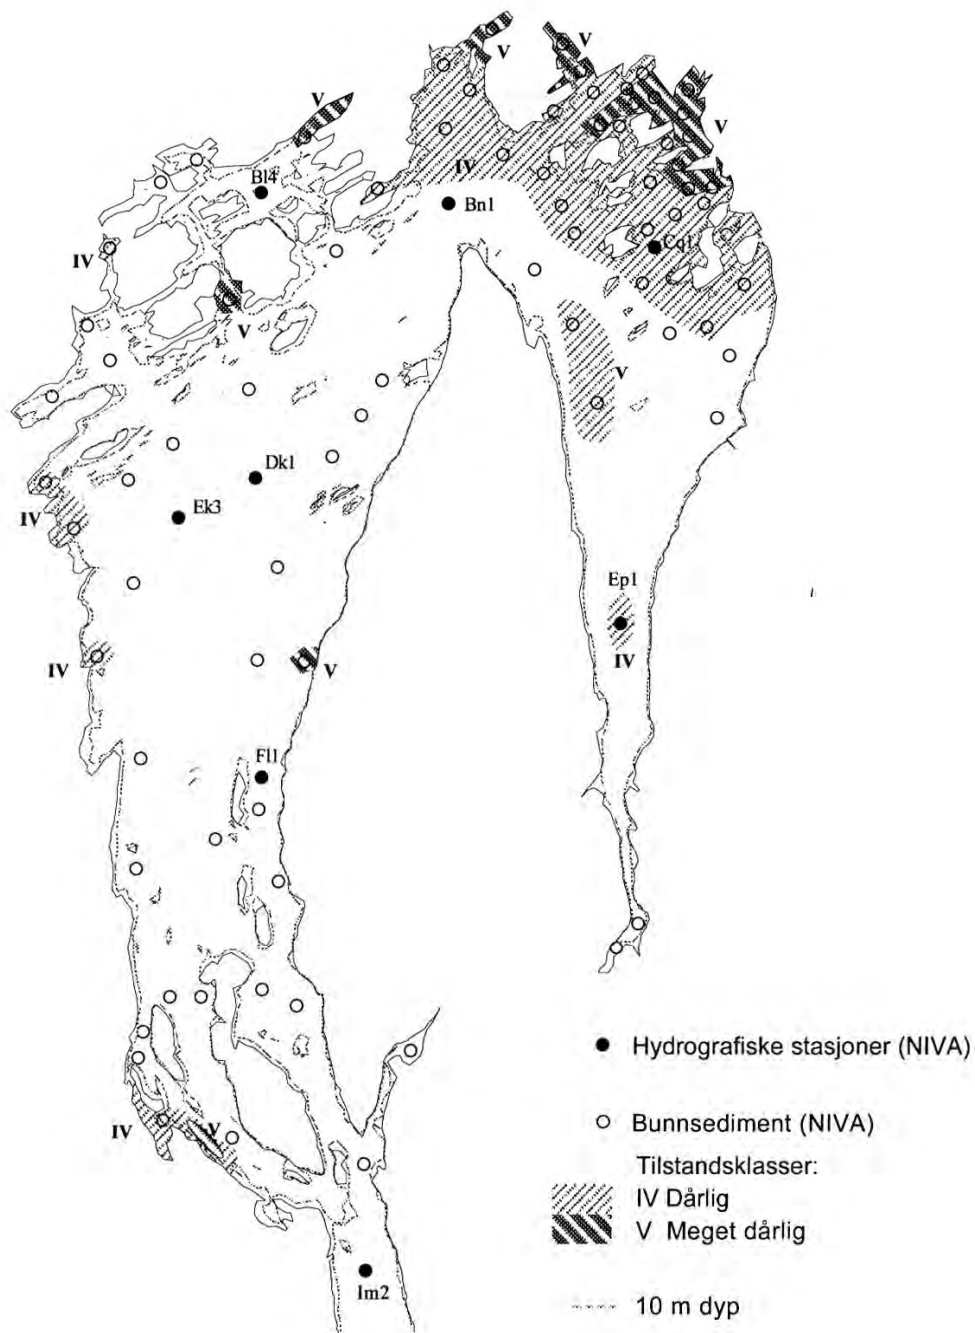 V
V
V
V
IV
Bl4
Bn1
Cq1
IV
V
V
Dk1
Ek3
IV
Ep1
IV
IV
V
Fl1
IV
V
Im2
Hydrografiske stasjoner (NIVA)
Bunnsediment (NIVA)
Tilstandsklasser:
IV Dårlig
V Meget dårlig
10 m dyp